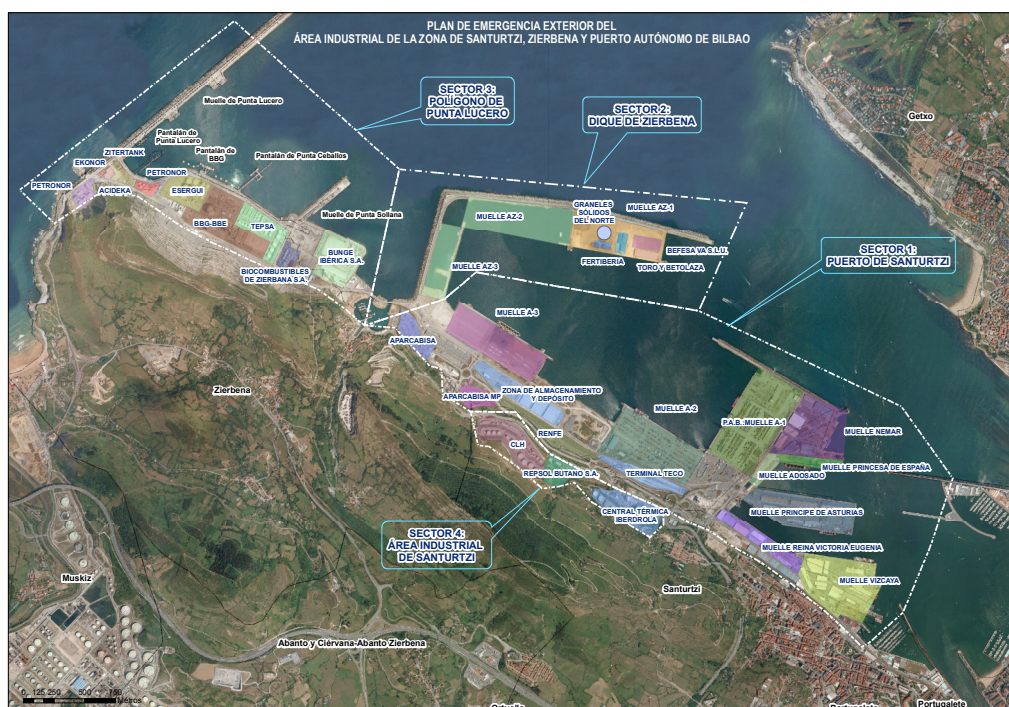 PLAN DE EMERGENCIA EXTERIOR DEL
ÁREA INDUSTRIAL DE LA ZONA DE SANTURTZI, ZIERBENA Y PUERTO AUTÓNOMO DE BILBAO
SECTOR 3:
POLÍGONO DE
PUNTA LUCERO
SECTOR 2:
DIQUE DE ZIERBENA
Getxo
Muelle de Punta Lucero
Pantalán de
Punta Lucero
Pantalán de
BBG
Pantalán de Punta Ceballos
ZITERTANK
EKONOR
PETRONOR
PETRONOR
ACIDEKA
ESERGUI
BBG-BBE
TEPSA
Muelle de Punta Sollana
BUNGE
IBÉRICA S.A.
BIOCOMBUSTIBLES
DE ZIERBANA S.A.
MUELLE AZ-2
GRANELES
SÓLIDOS
DEL NORTE
MUELLE AZ-1
BEFESA VA S.L.U.
FERTIBERIA
TORO Y BETOLAZA
MUELLE AZ-3
SECTOR 1:
PUERTO DE SANTURTZI
MUELLE A-3
APARCABISA
Zierbena
APARCABISA MP
ZONA DE ALMACENAMIENTO
Y DEPÓSITO
MUELLE A-2
P.A.B.:MUELLE A-1
MUELLE NEMAR
RENFE
CLH
MUELLE PRINCESA DE ESPAÑA
REPSOL BUTANO S.A.
TERMINAL TECO
MUELLE ADOSADO
CENTRAL TÉRMICA
IBERDROLA
MUELLE PRINCIPE DE ASTURIAS
SECTOR 4:
ÁREA INDUSTRIAL
DE SANTURTZI
MUELLE REINA VICTORIA EUGENIA
MUELLE VIZCAYA
Muskiz
Santurtzi
Abanto y Ciérvana-Abanto Zierbena
0 125 250 500 750
Metros
Ortuella
Portugalete
Portugalete